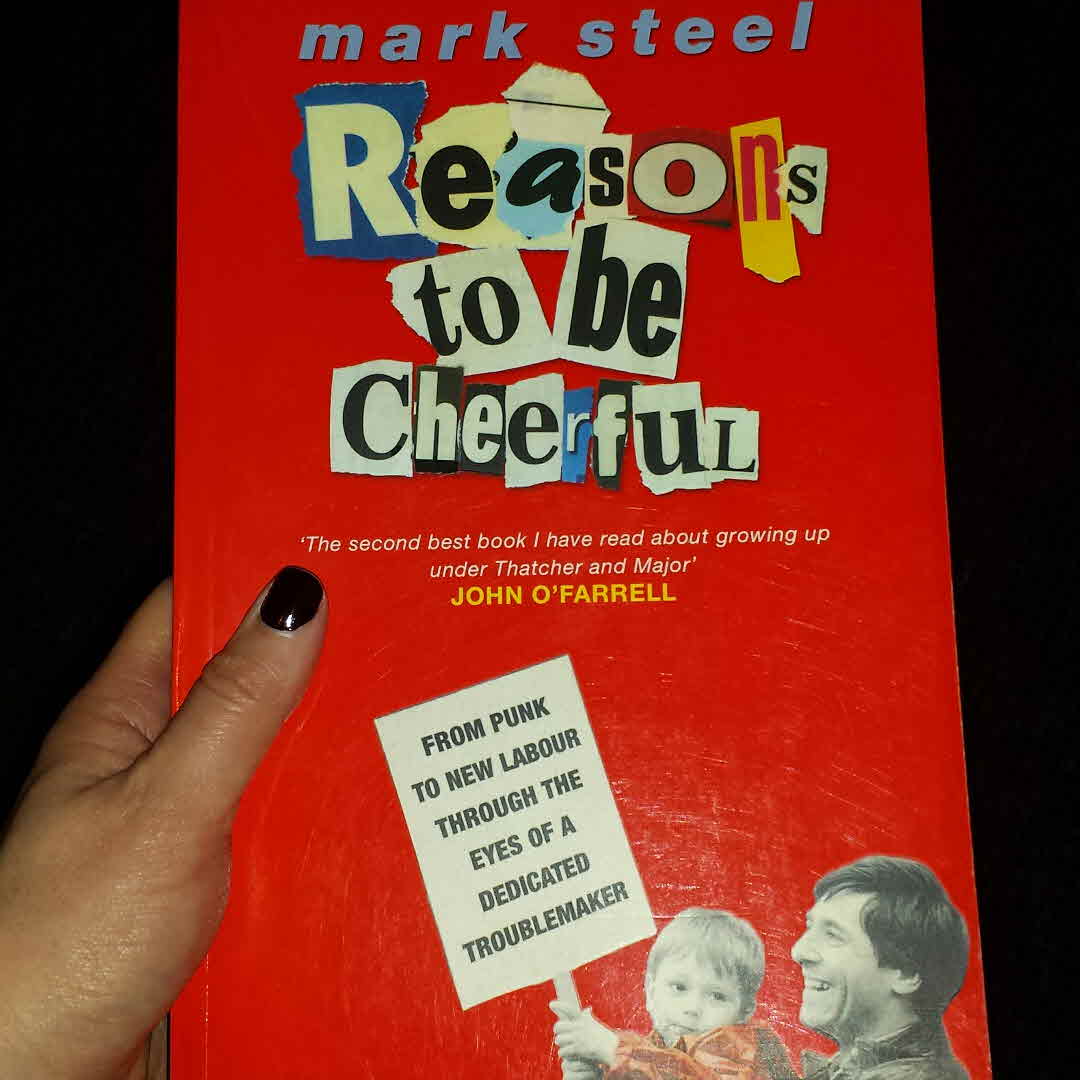 mark steel
Reasons
to be
CheerfuL
‘The second best book I have read about growing up
under Thatcher and Major’
JOHN O’FARRELL
FROM PUNK
TO NEW LABOUR
THROUGH THE
EYES OF A
DEDICATED
TROUBLEMAKER